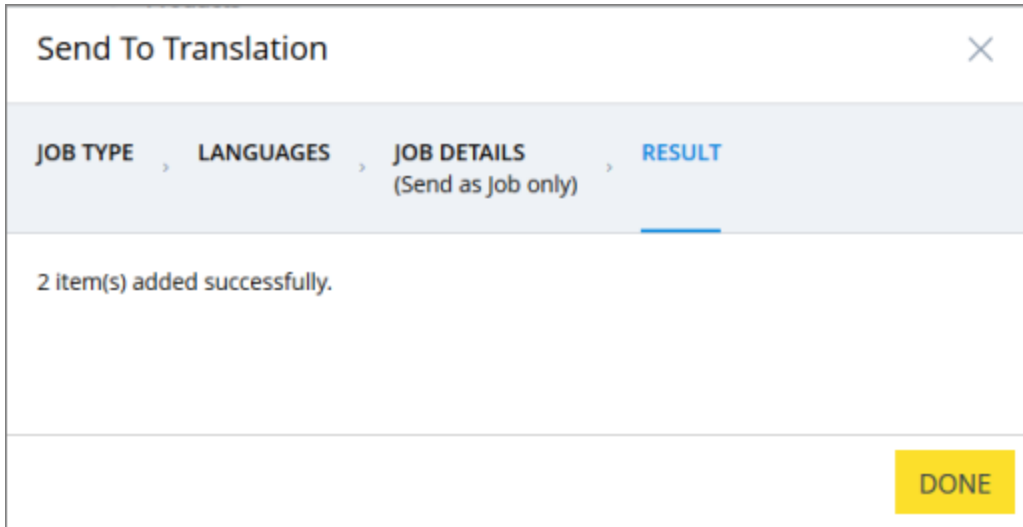 Send To Translation
JOB TYPE › LANGUAGES › JOB DETAILS › RESULT
(Send as Job only)
2 item(s) added successfully.
DONE